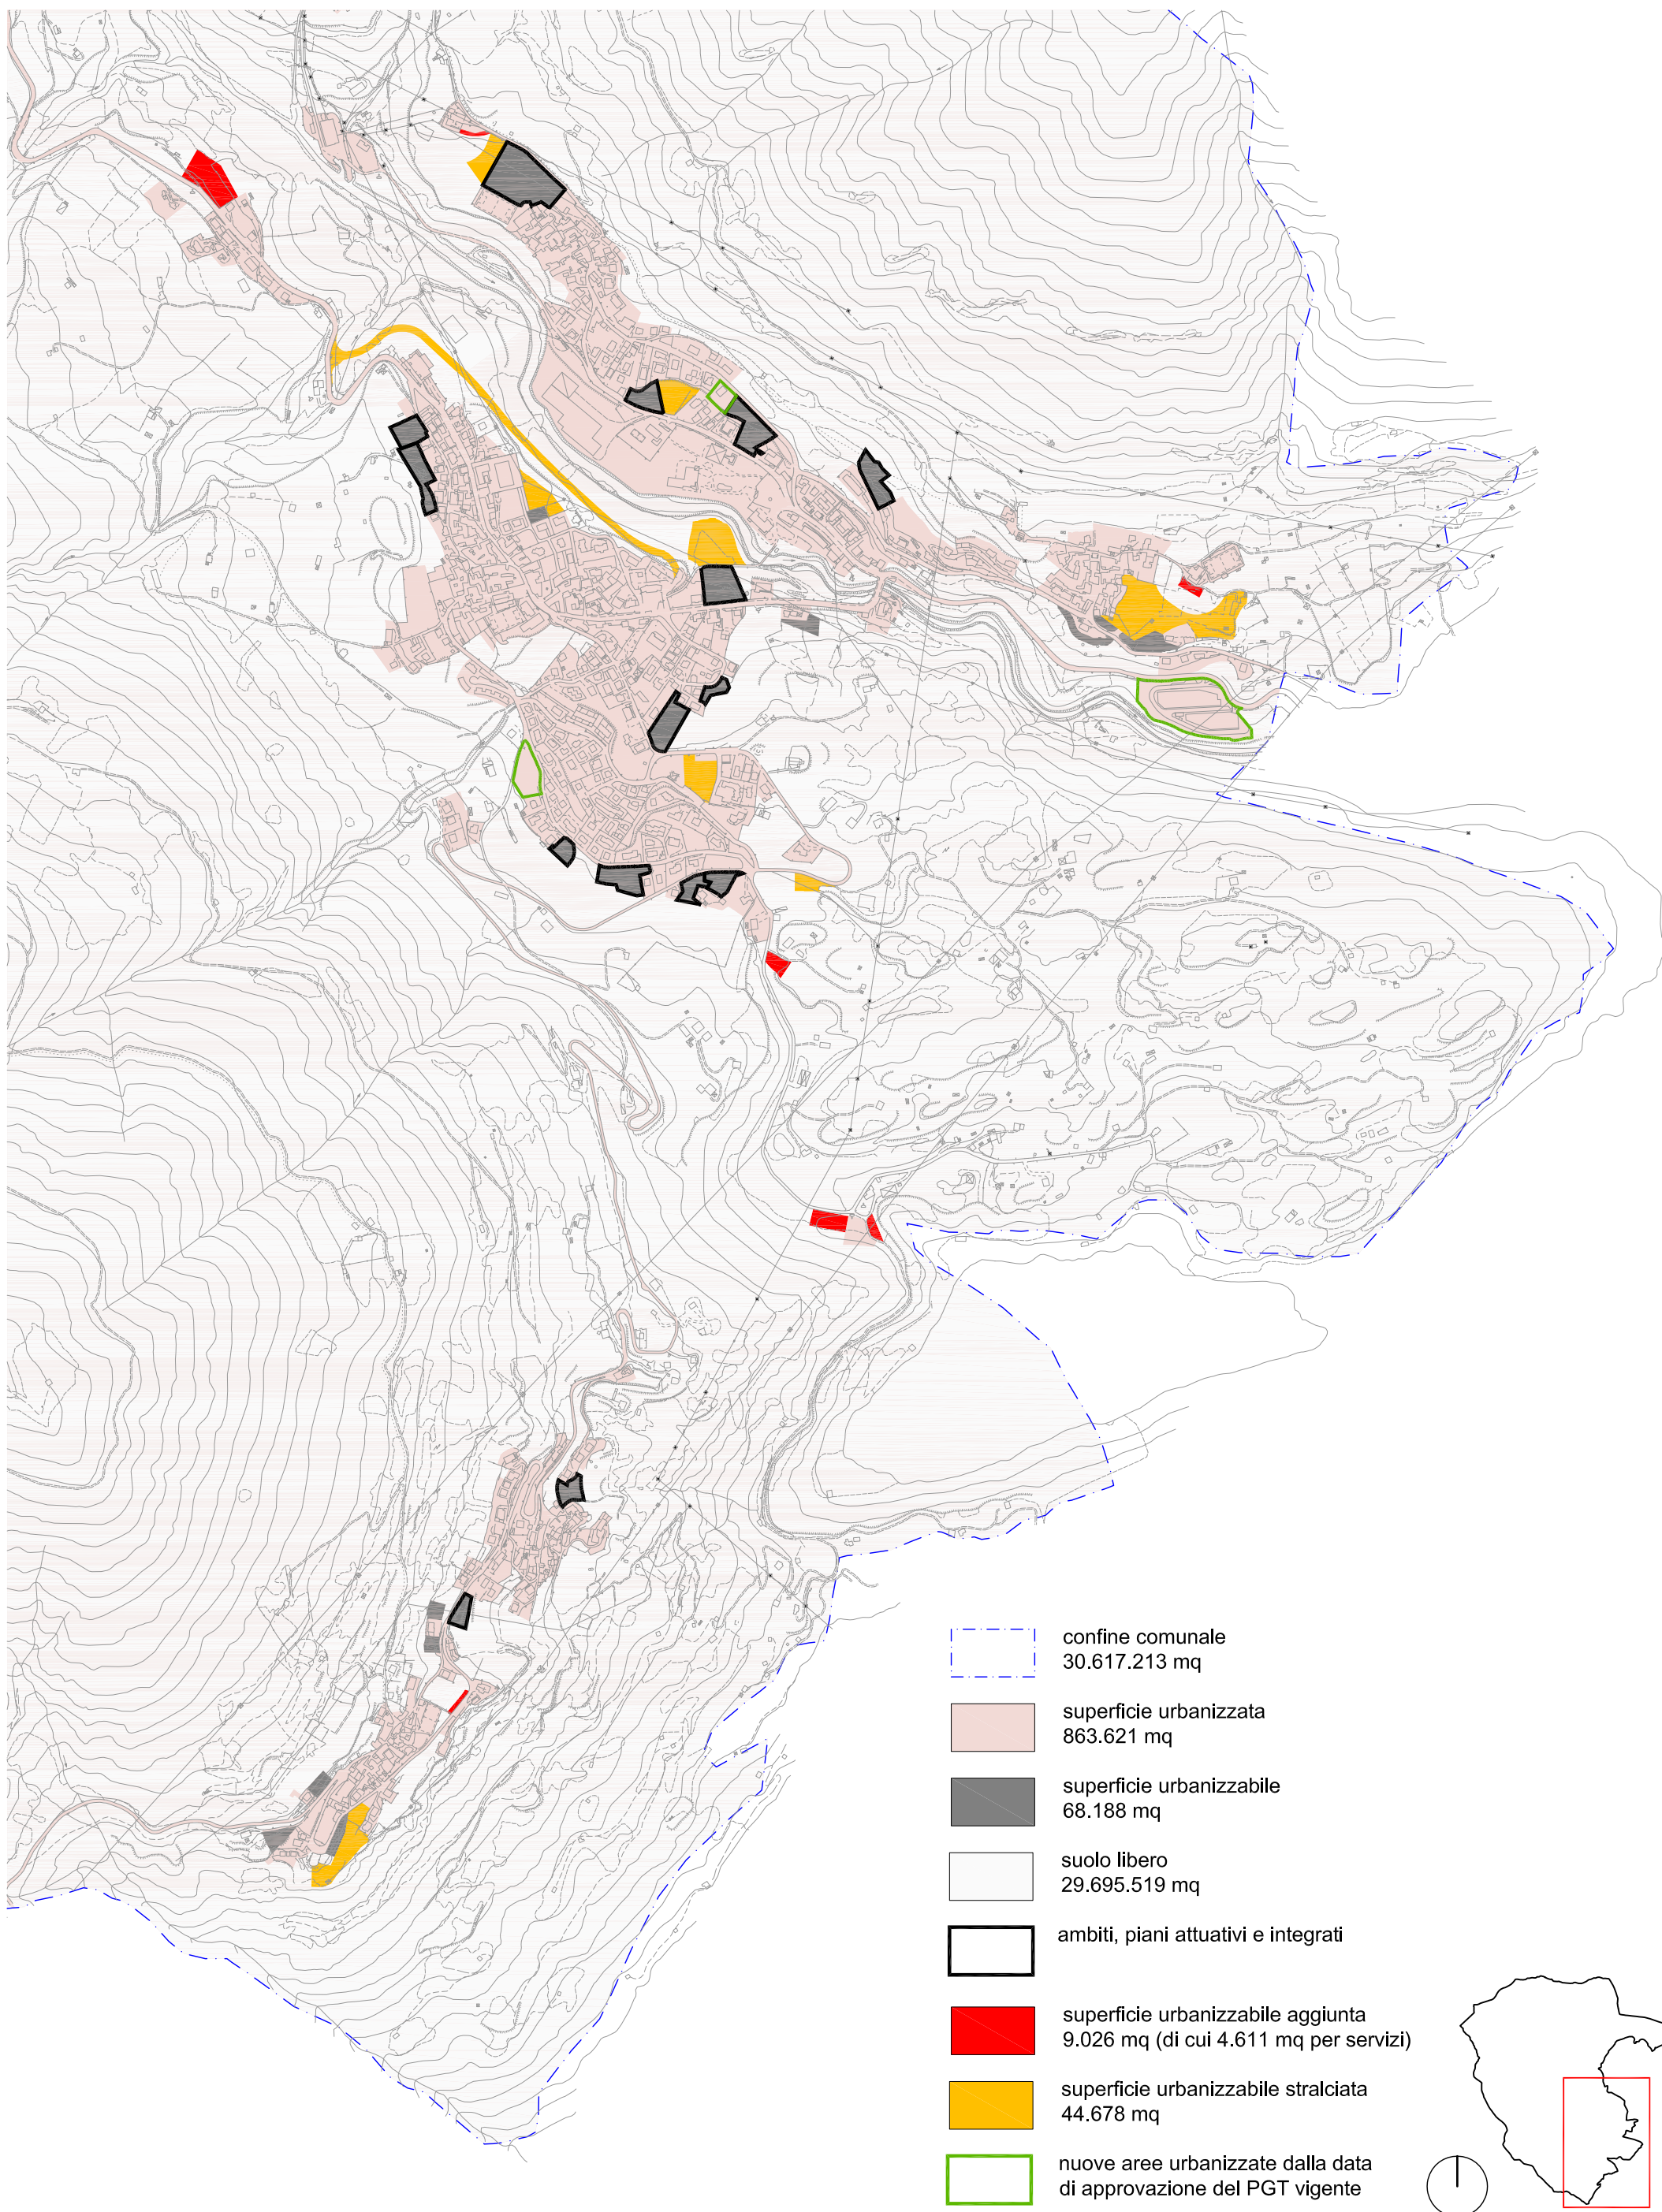 confine comunale
30.617.213 mq
superficie urbanizzata
863.621 mq
superficie urbanizzabile
68.188 mq
suolo libero
29.695.519 mq
ambiti, piani attuativi e integrati
superficie urbanizzabile aggiunta
9.026 mq (di cui 4.611 mq per servizi)
superficie urbanizzabile stralciata
44.678 mq
nuove aree urbanizzate dalla data
di approvazione del PGT vigente